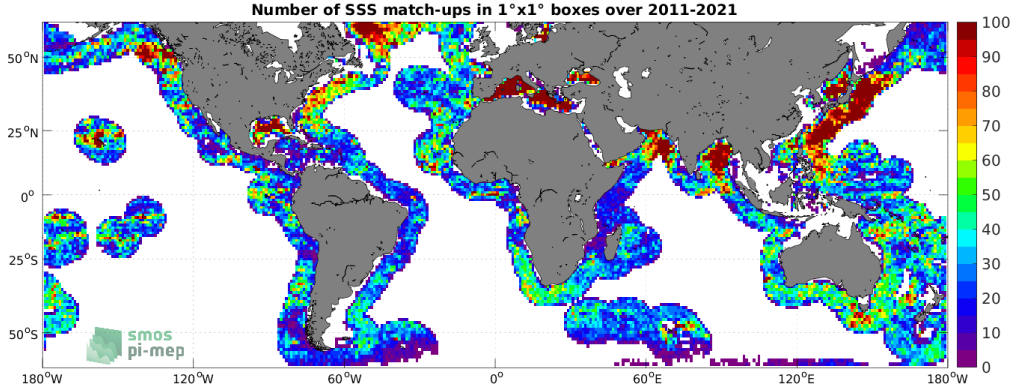 Number of SSS match-ups in 1°x1° boxes over 2011-2021
50°N
25°N
0°
25°S
50°S
180°W
120°W
60°W
0°
60°E
120°E
180°W
100
90
80
70
60
50
40
30
20
10
0
smos
pi-mep